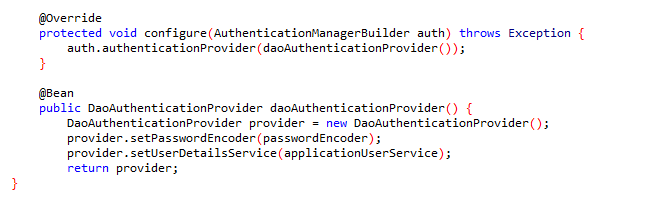 @Override
protected void configure(AuthenticationManagerBuilder auth) throws Exception {
auth.authenticationProvider(daoAuthenticationProvider());
}
@Bean
public DaoAuthenticationProvider daoAuthenticationProvider() {
DaoAuthenticationProvider provider = new DaoAuthenticationProvider();
provider.setPasswordEncoder(passwordEncoder);
provider.setUserDetailsService(applicationUserService);
return provider;
}